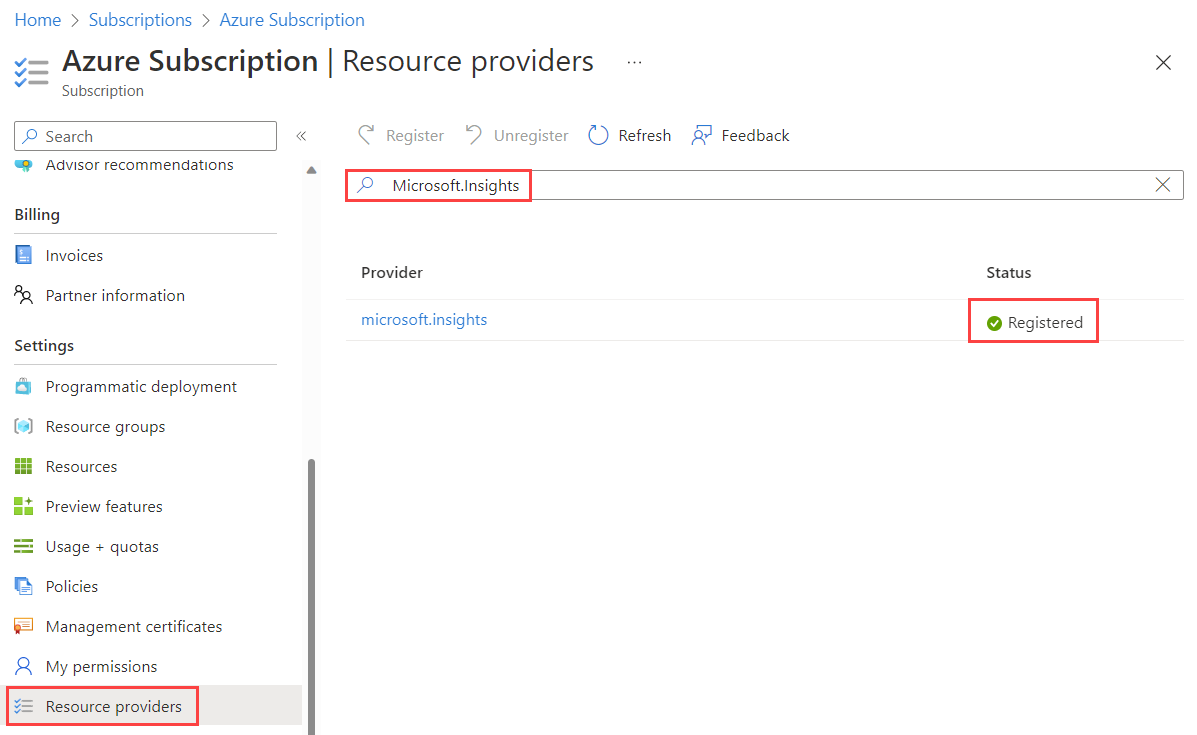 Home > Subscriptions > Azure Subscription
Azure Subscription | Resource providers ...
Subscription
Search «
Register Unregister Refresh Feedback
Advisor recommendations
Microsoft.Insights
Billing
Invoices
Partner information
Provider Status
microsoft.insights Registered
Settings
Programmatic deployment
Resource groups
Resources
Preview features
Usage + quotas
Policies
Management certificates
My permissions
Resource providers